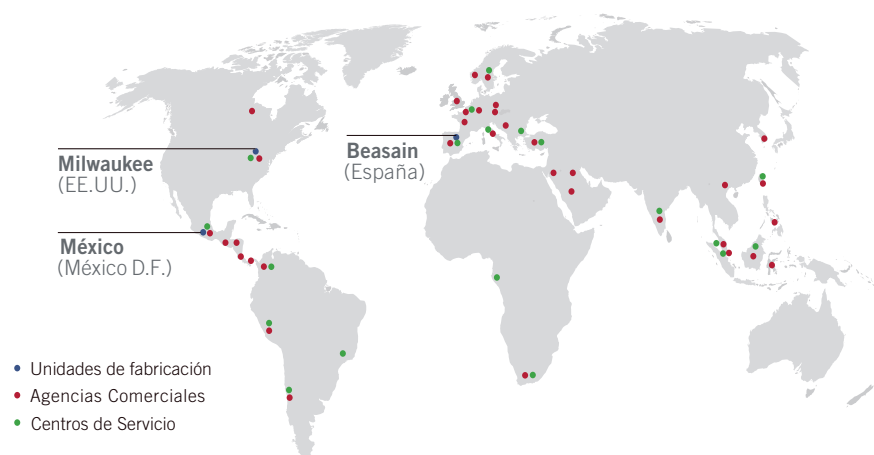 Milwaukee
(EE.UU.)
Beasain
(España)
México
(México D.F.)
Unidades de fabricación
Agencias Comerciales
Centros de Servicio